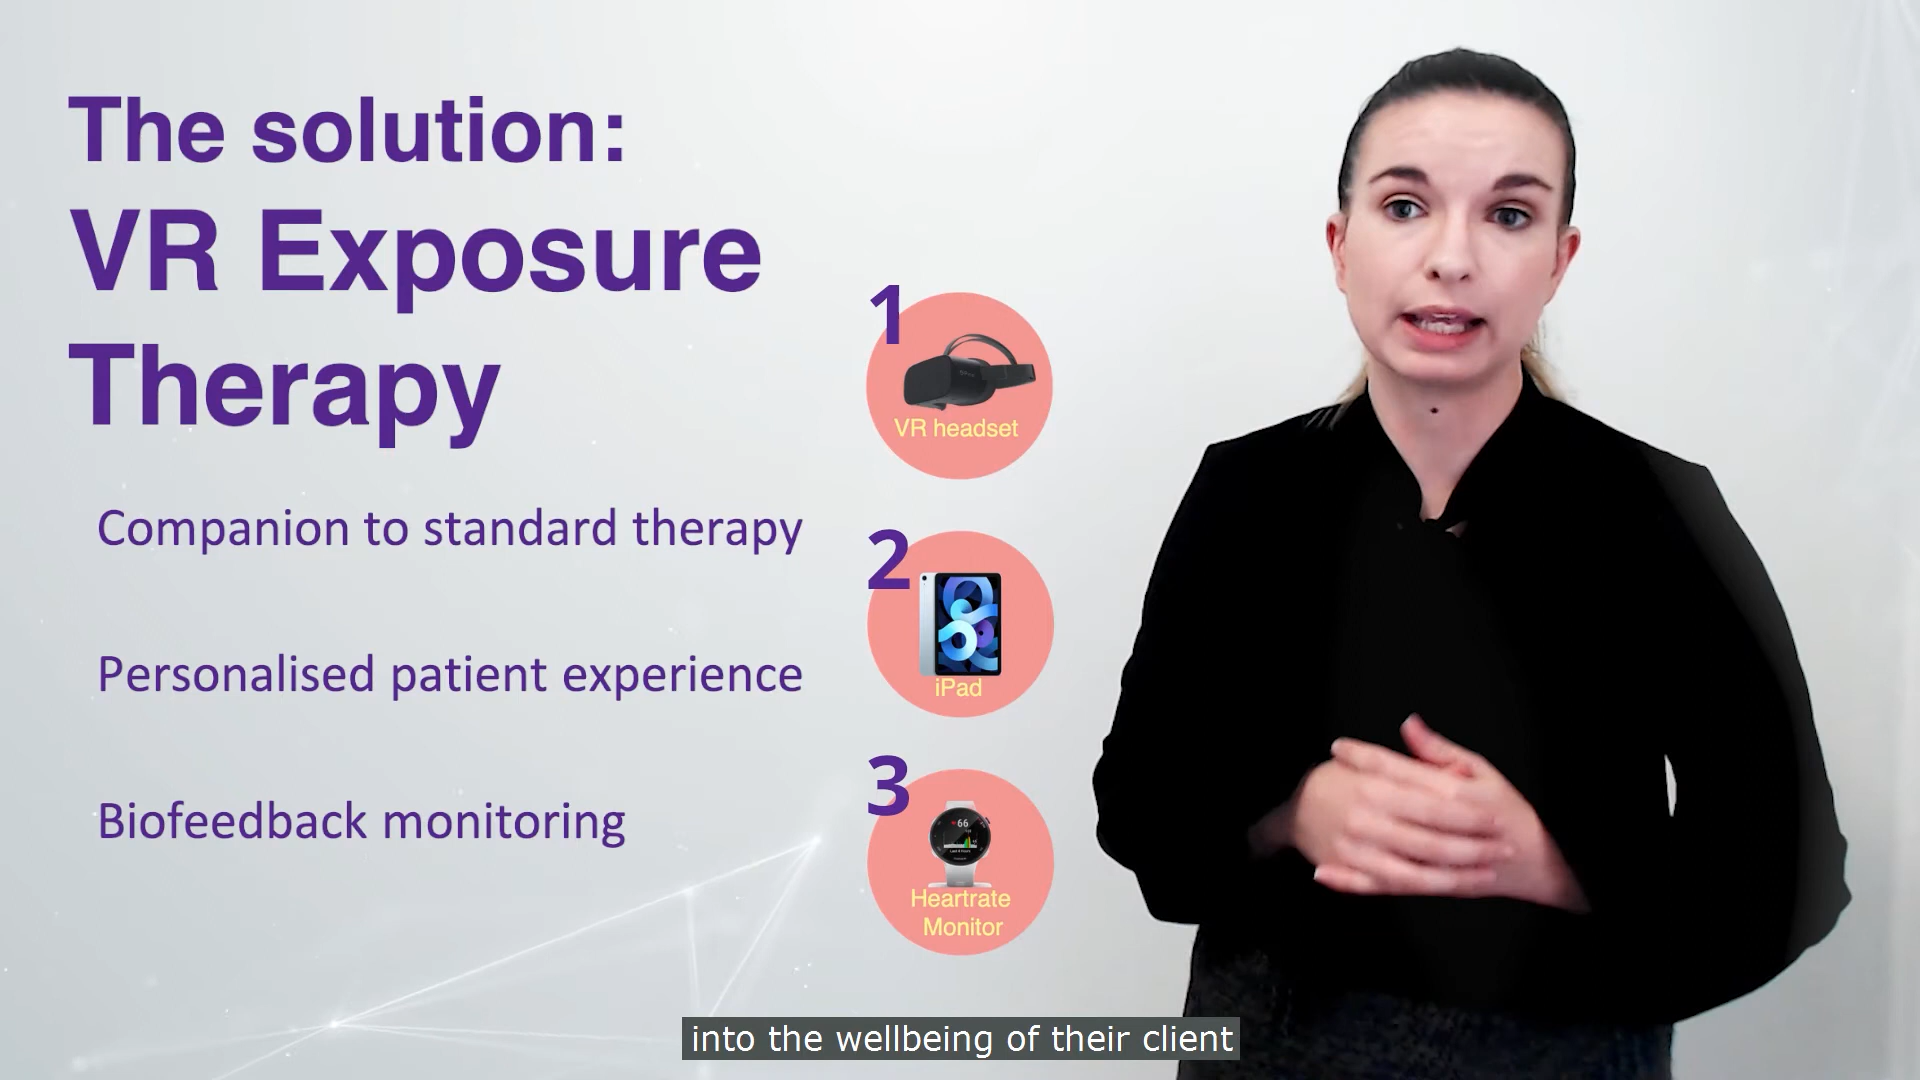 The solution:
VR Exposure
Therapy
Companion to standard therapy
Personalised patient experience
Biofeedback monitoring
1
VR headset
2
iPad
3
66
Heartrate
Monitor
into the wellbeing of their client